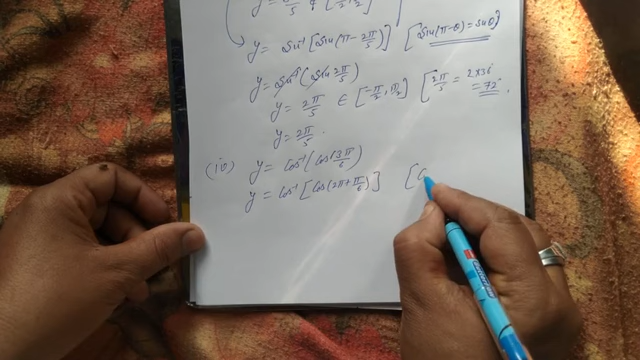 y = sin⁻¹[sin(π - 2π/5)] [sin(π-θ) = sinθ]
y = sin⁻¹(sin 2π/5)
y = 2π/5 ∈ [-π/2, π/2] [2π/5 = 2×36°
= 72°
y = 2π/5.
(iv) y = cos⁻¹(cos 13π/6)
y = cos⁻¹[cos(2π+π/6)] [c